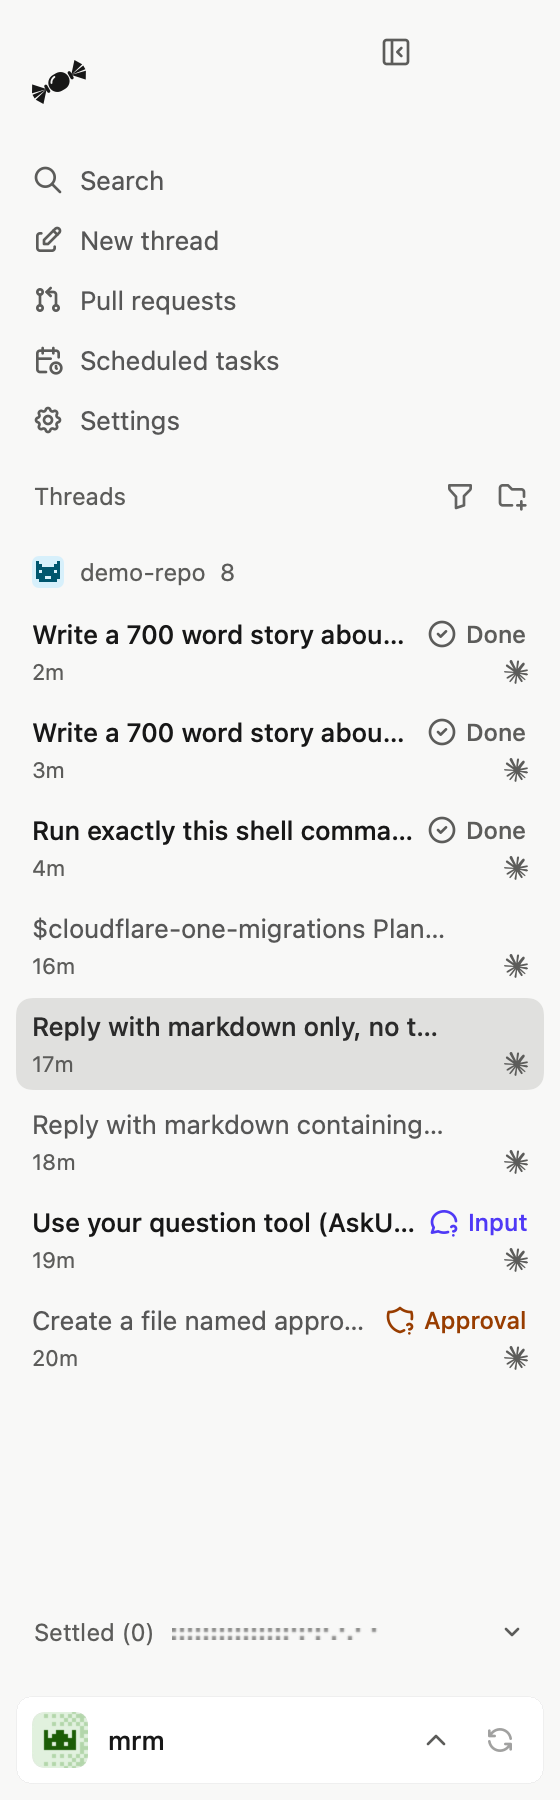 Search
New thread
Pull requests
Scheduled tasks
Settings
Threads
demo-repo 8
Write a 700 word story abou... Done
2m
Write a 700 word story abou... Done
3m
Run exactly this shell comma... Done
4m
$cloudflare-one-migrations Plan...
16m
Reply with markdown only, no t...
17m
Reply with markdown containing...
18m
Use your question tool (AskU... Input
19m
Create a file named appro... Approval
20m
Settled (0)
mrm